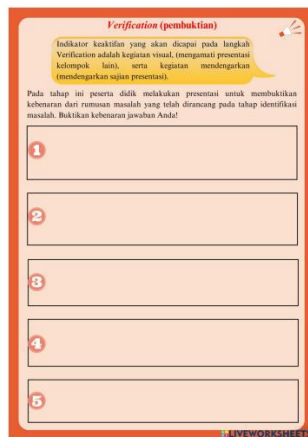 Verification (pembuktian)
Indikator keaktifan yang akan dicapai pada langkah
Verification adalah kegiatan visual, (mengamati presentasi
kelompok lain), serta kegiatan mendengarkan
(mendengarkan sajian presentasi).
Pada tahap ini peserta didik melakukan presentasi untuk membuktikan
kebenaran dari rumusan masalah yang telah dirancang pada tahap identifikasi
masalah. Buktikan kebenaran jawaban Anda!
1
2
3
4
5
LIVEWORKSHEETS